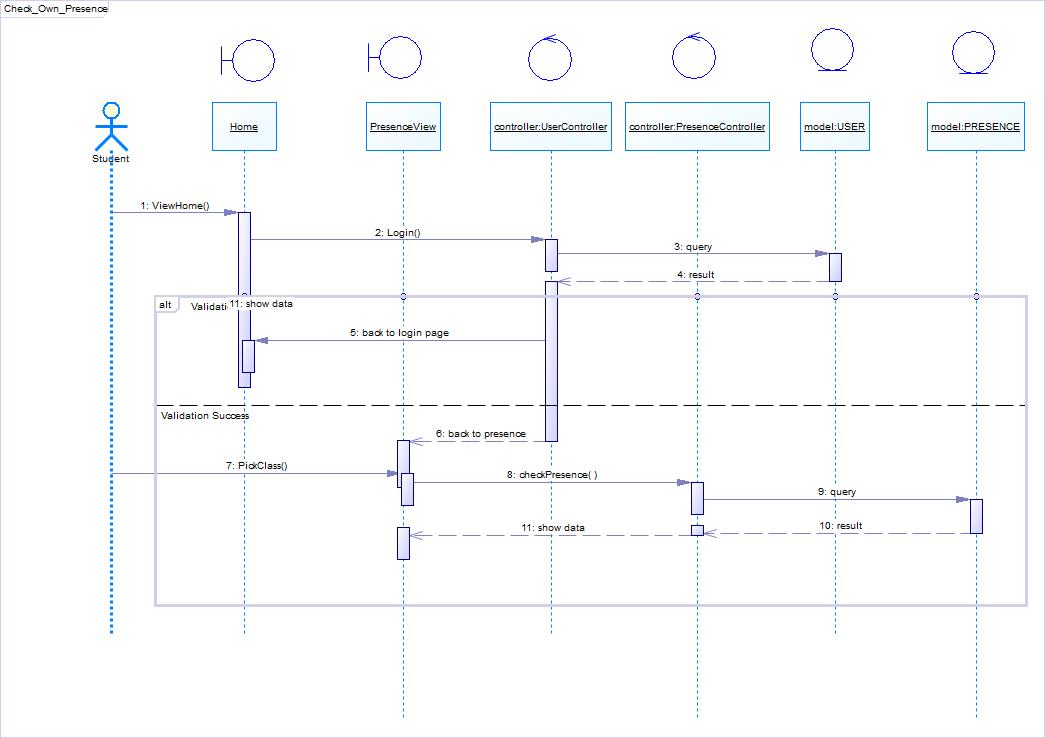 Check_Own_Presence
Student
Home
PresenceView
controller:UserController
controller:PresenceController
model:USER
model:PRESENCE
1: ViewHome()
2: Login()
3: query
4: result
alt
11: show data
5: back to login page
Validation Success
6: back to presence
7: PickClass()
8: checkPresence( )
9: query
10: result
11: show data